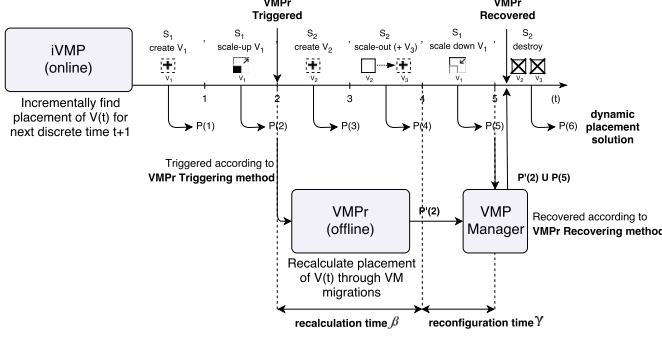 VMPr
Triggered
VMPr
Recovered
iVMP
(online)
S1
create V1
V1
,
S1
scale-up V1
V1
,
S2
create V2
V2
,
S2
scale-out (+ V3)
V2
V3
,
S1
scale down V1
V1
,
S2
destroy
V2
V3
1
2
3
4
5
(t)
Incrementally find
placement of V(t) for
next discrete time t+1
P(1)
P(2)
P(3)
P(4)
P(5)
P(6)
dynamic
placement
solution
Triggered according to
VMPr Triggering method
P'(2) U P(5)
VMPr
(offline)
P'(2)
VMP
Manager
Recovered according to
VMPr Recovering method
Recalculate placement
of V(t) through VM
migrations
recalculation time β
reconfiguration time γ